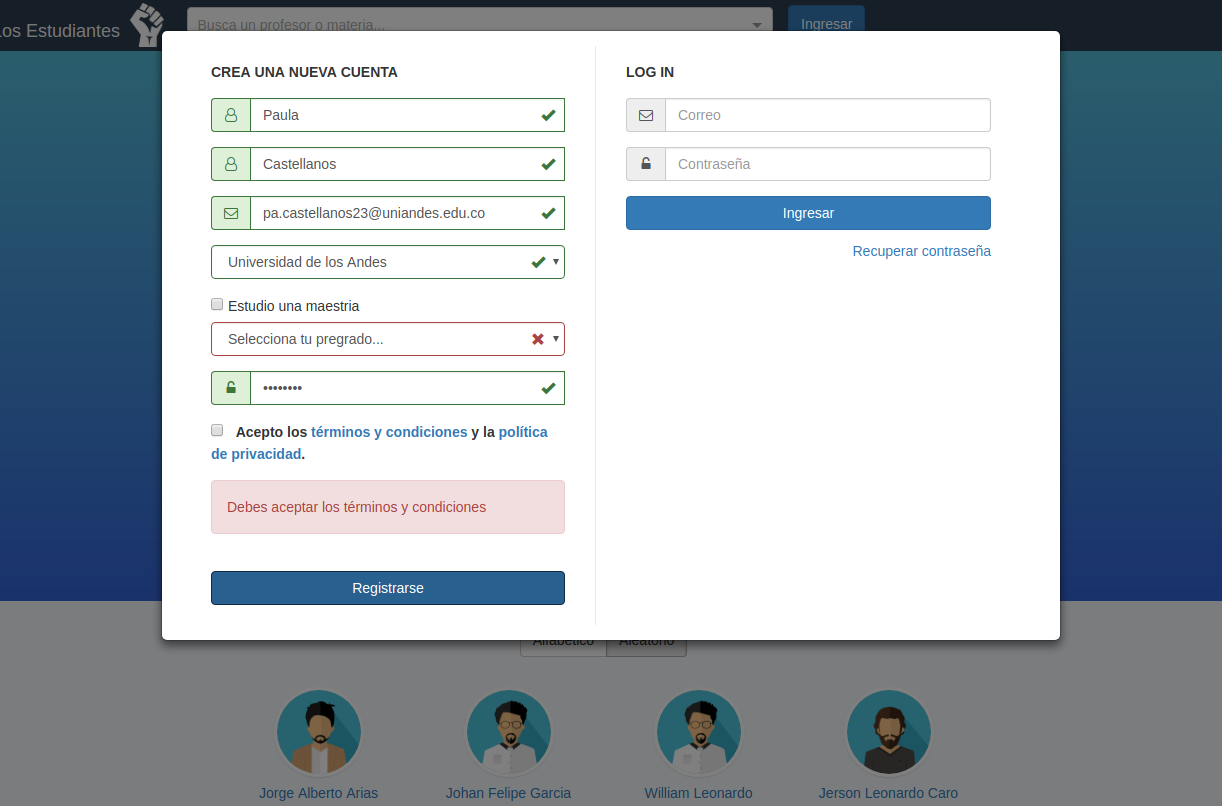 os Estudiantes
Busca un profesor o materia...
Ingresar
CREA UNA NUEVA CUENTA
Paula
Castellanos
pa.castellanos23@uniandes.edu.co
Universidad de los Andes
Estudio una maestria
Selecciona tu pregrado...
••••••••
Acepto los términos y condiciones y la política
de privacidad.
Debes aceptar los términos y condiciones
Registrarse
LOG IN
Correo
Contraseña
Ingresar
Recuperar contraseña
Alfabético Aleatorio
Jorge Alberto Arias
Johan Felipe Garcia
William Leonardo
Jerson Leonardo Caro